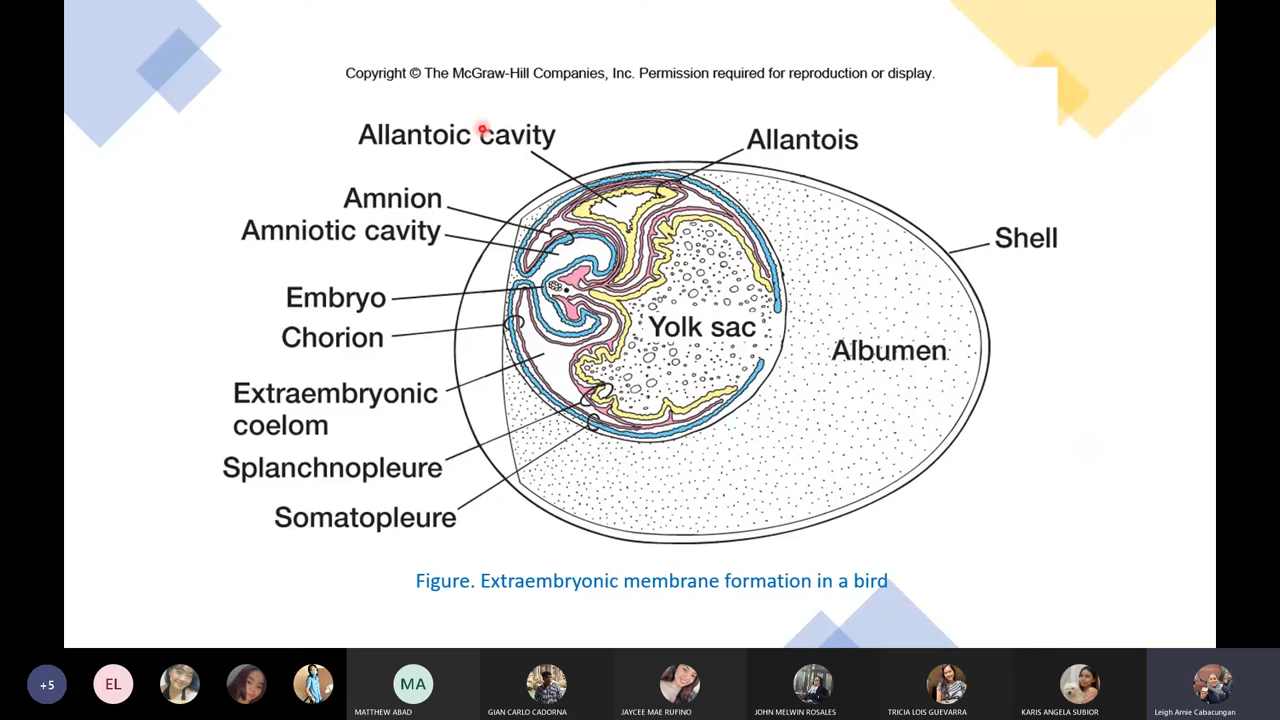 Copyright © The McGraw-Hill Companies, Inc. Permission required for reproduction or display.
Allantoic cavity
Allantois
Amnion
Amniotic cavity
Shell
Embryo
Chorion
Yolk sac
Albumen
Extraembryonic
coelom
Splanchnopleure
Somatopleure
Figure. Extraembryonic membrane formation in a bird
+5
EL
MA
MATTHEW ABAD
GIAN CARLO CADORNA
JAYCEE MAE RUFINO
JOHN MELWIN ROSALES
TRICIA LOIS GUEVARRA
KARIS ANGELA SUBIOR
Leigh Arnie Cabacungan